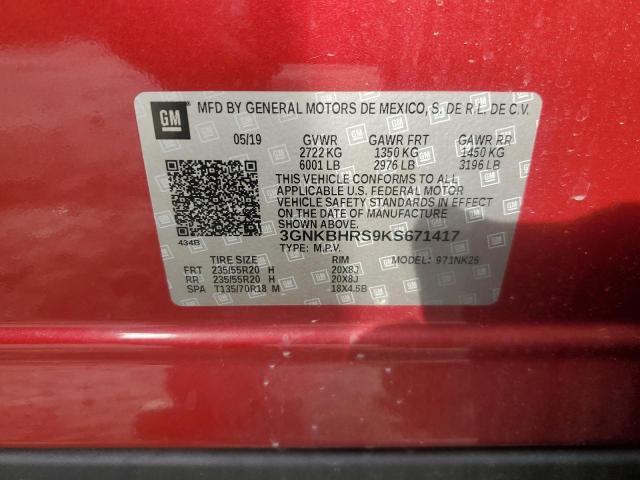 GM MFD BY GENERAL MOTORS DE MEXICO, S. DE R.L. DE C.V.
05/19 GVWR GAWR FRT GAWR RR
2722 KG 1350 KG 1450 KG
6001 LB 2976 LB 3196 LB
THIS VEHICLE CONFORMS TO ALL
APPLICABLE U.S. FEDERAL MOTOR
VEHICLE SAFETY STANDARDS IN EFFECT
ON THE DATE OF MANUFACTURE
434B
3GNKBHRS9KS671417
TYPE: M.P.V. MODEL: 971NK26
TIRE SIZE RIM
FRT 235/55R20 H 20X8J
RR 235/55R20 H 20X8J
SPA T135/70R18 M 18X4.5B